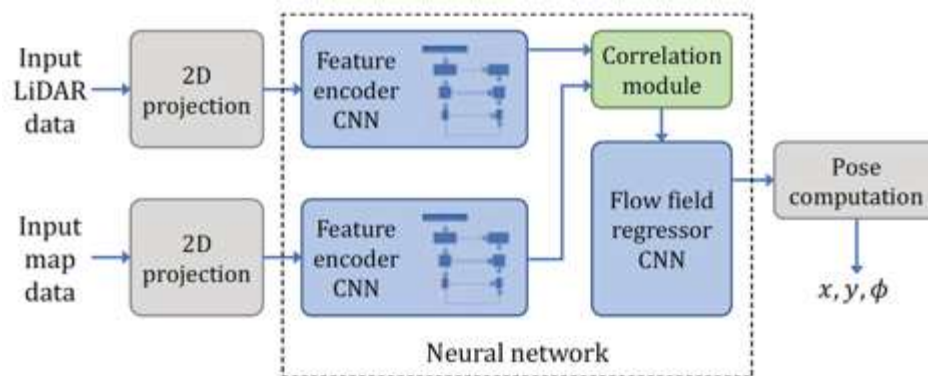 Input
LiDAR
data
2D
projection
Feature
encoder
CNN
Correlation
module
Input
map
data
2D
projection
Feature
encoder
CNN
Flow field
regressor
CNN
Pose
computation
x, y, ϕ
Neural network